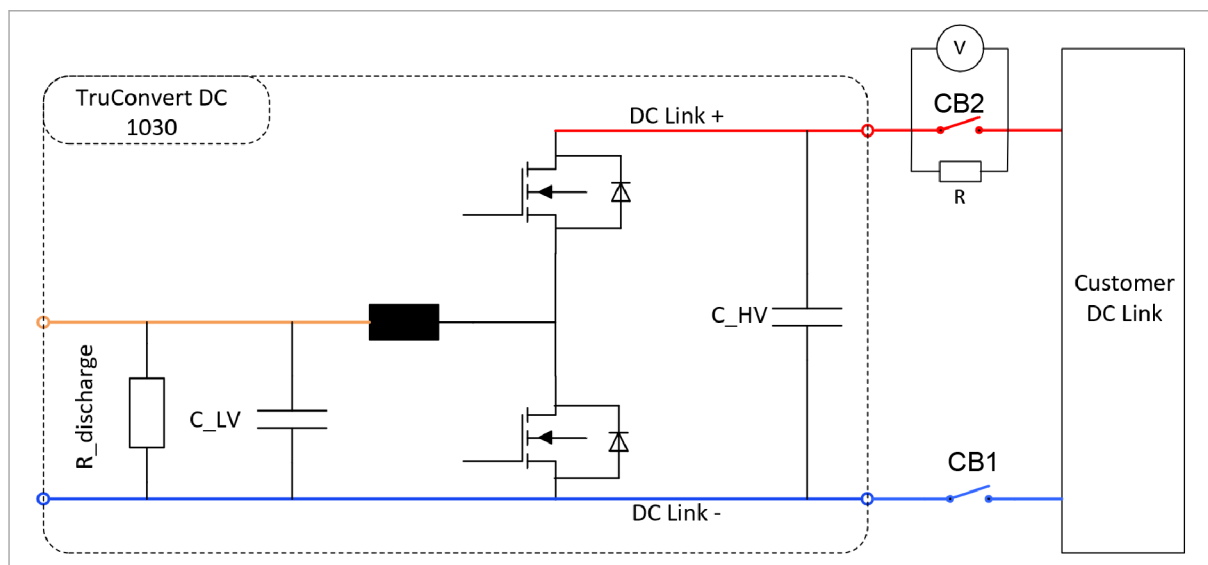 V
TruConvert DC
1030
DC Link +
CB2
R
Customer
DC Link
C_HV
R_discharge
C_LV
CB1
DC Link -